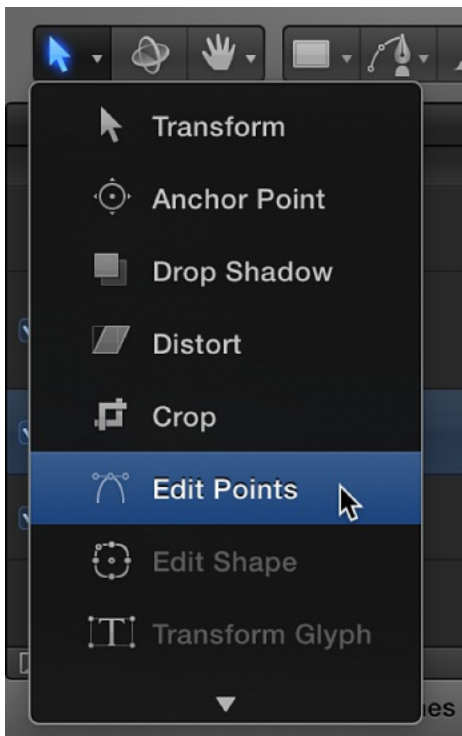 Transform
Anchor Point
Drop Shadow
Distort
Crop
Edit Points
Edit Shape
Transform Glyph